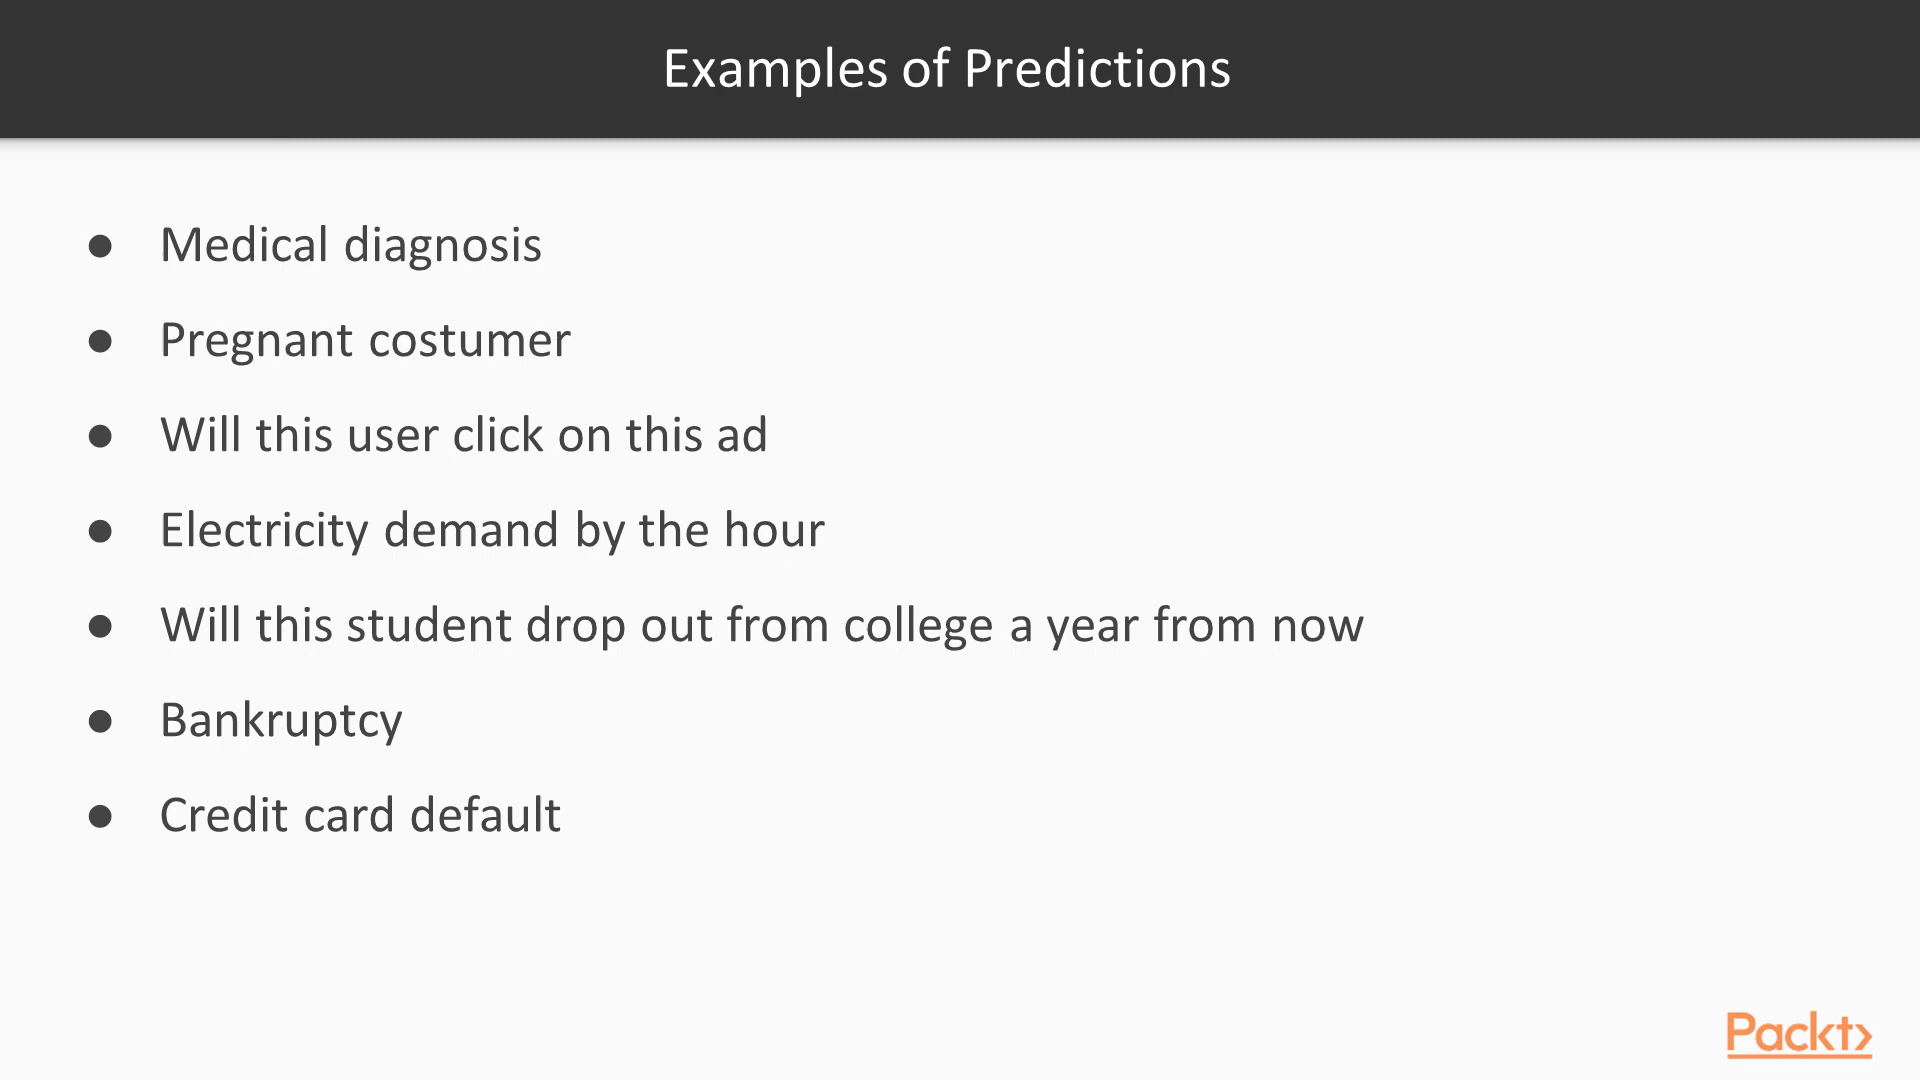 Examples of Predictions
● Medical diagnosis
● Pregnant costumer
● Will this user click on this ad
● Electricity demand by the hour
● Will this student drop out from college a year from now
● Bankruptcy
● Credit card default
Packt>